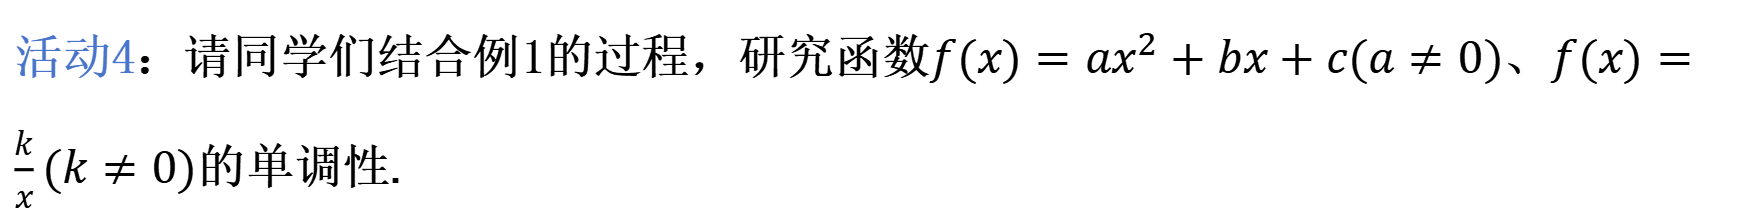 活动4：请同学们结合例1的过程，研究函数f(x) = ax² + bx + c(a ≠ 0)、f(x) =
k/x (k ≠ 0)的单调性.